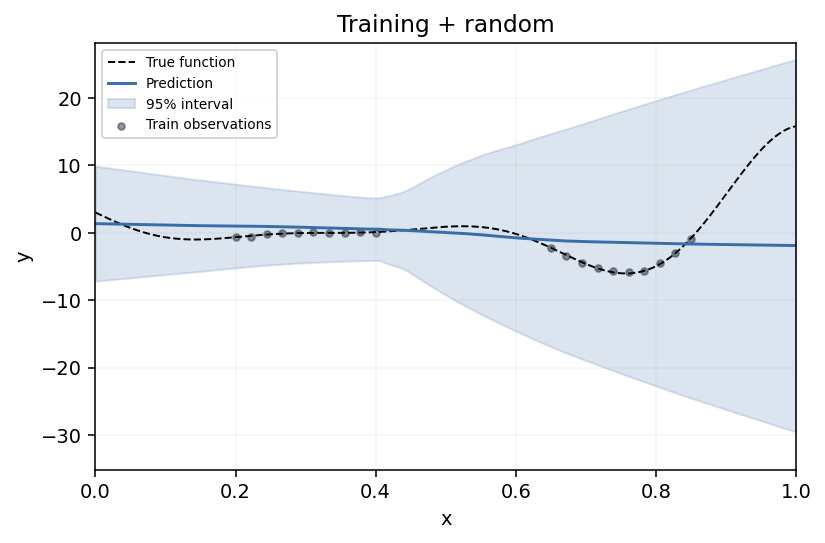 Training + random
True function
Prediction
95% interval
Train observations
20
10
0
−10
−20
−30
y
0.0 0.2 0.4 0.6 0.8 1.0
x